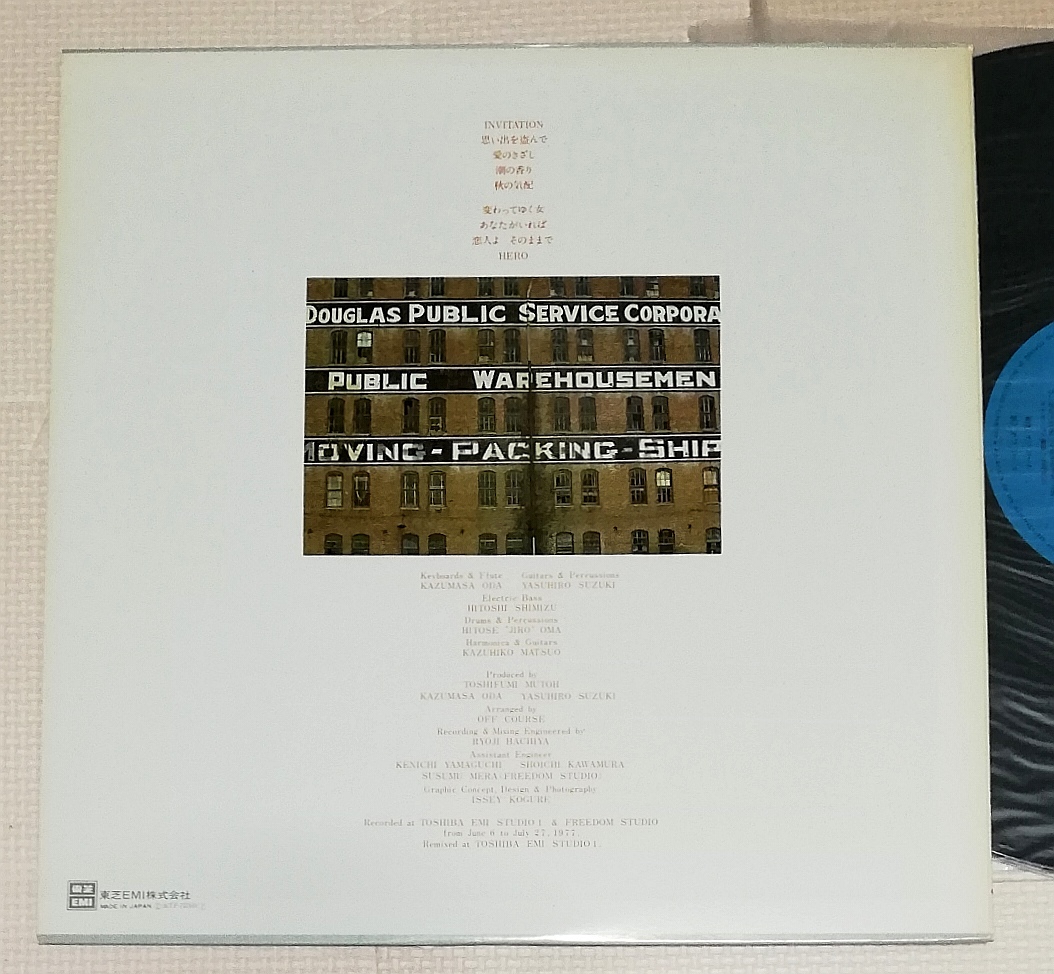 INVITATION
思い出を盗んで
愛のきざし
潮の香り
秋の気配
変わってゆく女
あなたがいれば
恋人よ そのままで
HERO
DOUGLAS PUBLIC SERVICE CORPORA
PUBLIC WAREHOUSEMEN
MOVING - PACKING - SHIP
Keyboards & Flute Guitars & Percussions
KAZUMASA ODA YASUHIRO SUZUKI
Electric Bass
HITOSHI SHIMIZU
Drums & Percussions
HITOSE "JIRO" OMA
Harmonica & Guitars
KAZUHIKO MATSUO
Produced by
TOSHIFUMI MUTOH
KAZUMASA ODA YASUHIRO SUZUKI
Arranged by
OFF COURSE
Recording & Mixing Engineered by
RYOJI HACHIYA
Assistant Engineer
KENICHI YAMAGUCHI SHOICHI KAWAMURA
SUSUMU MERA (FREEDOM STUDIO)
Graphic Concept, Design & Photography
ISSEY KOGURE
Recorded at TOSHIBA EMI STUDIO 1 & FREEDOM STUDIO
from June 6 to July 27, 1977.
Remixed at TOSHIBA EMI STUDIO 1.
EMI
東芝EMI株式会社
MADE IN JAPAN